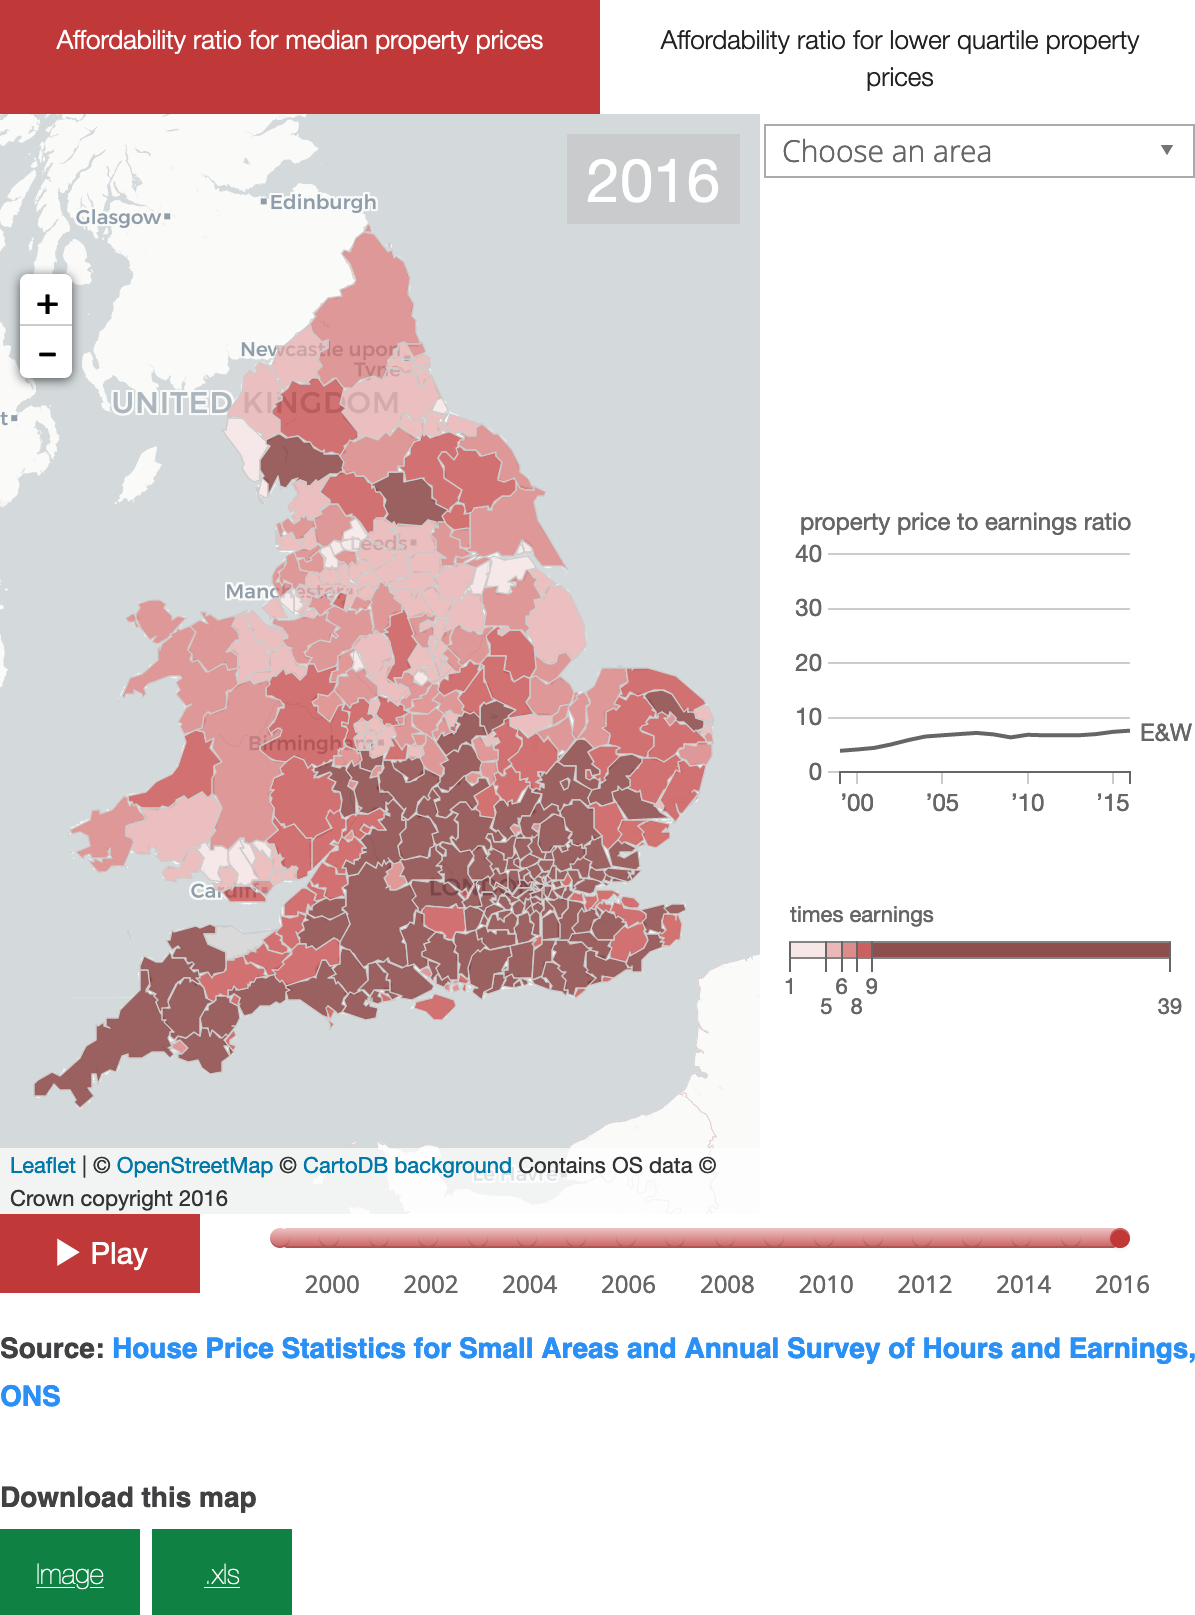 Affordability ratio for median property prices
Affordability ratio for lower quartile property
prices
2016
Choose an area
Edinburgh
Glasgow
+
−
Newcastle upon
Tyne
UNITED KINGDOM
t
Leeds
Manchester
Birmingham
Cardiff
LONDON
property price to earnings ratio
40
30
20
10
0
E&W
’00 ’05 ’10 ’15
times earnings
1 5 6 8 9 39
Le Havre
Leaflet | © OpenStreetMap © CartoDB background Contains OS data ©
Crown copyright 2016
Play
2000 2002 2004 2006 2008 2010 2012 2014 2016
Source: House Price Statistics for Small Areas and Annual Survey of Hours and Earnings,
ONS
Download this map
Image .xls